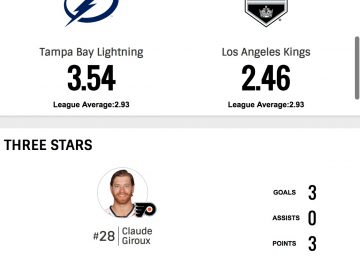 KINGS
Tampa Bay Lightning
Los Angeles Kings
3.54
2.46
League Average:2.93
League Average:2.93
THREE STARS
#28
Claude
Giroux
GOALS 3
ASSISTS 0
POINTS 3